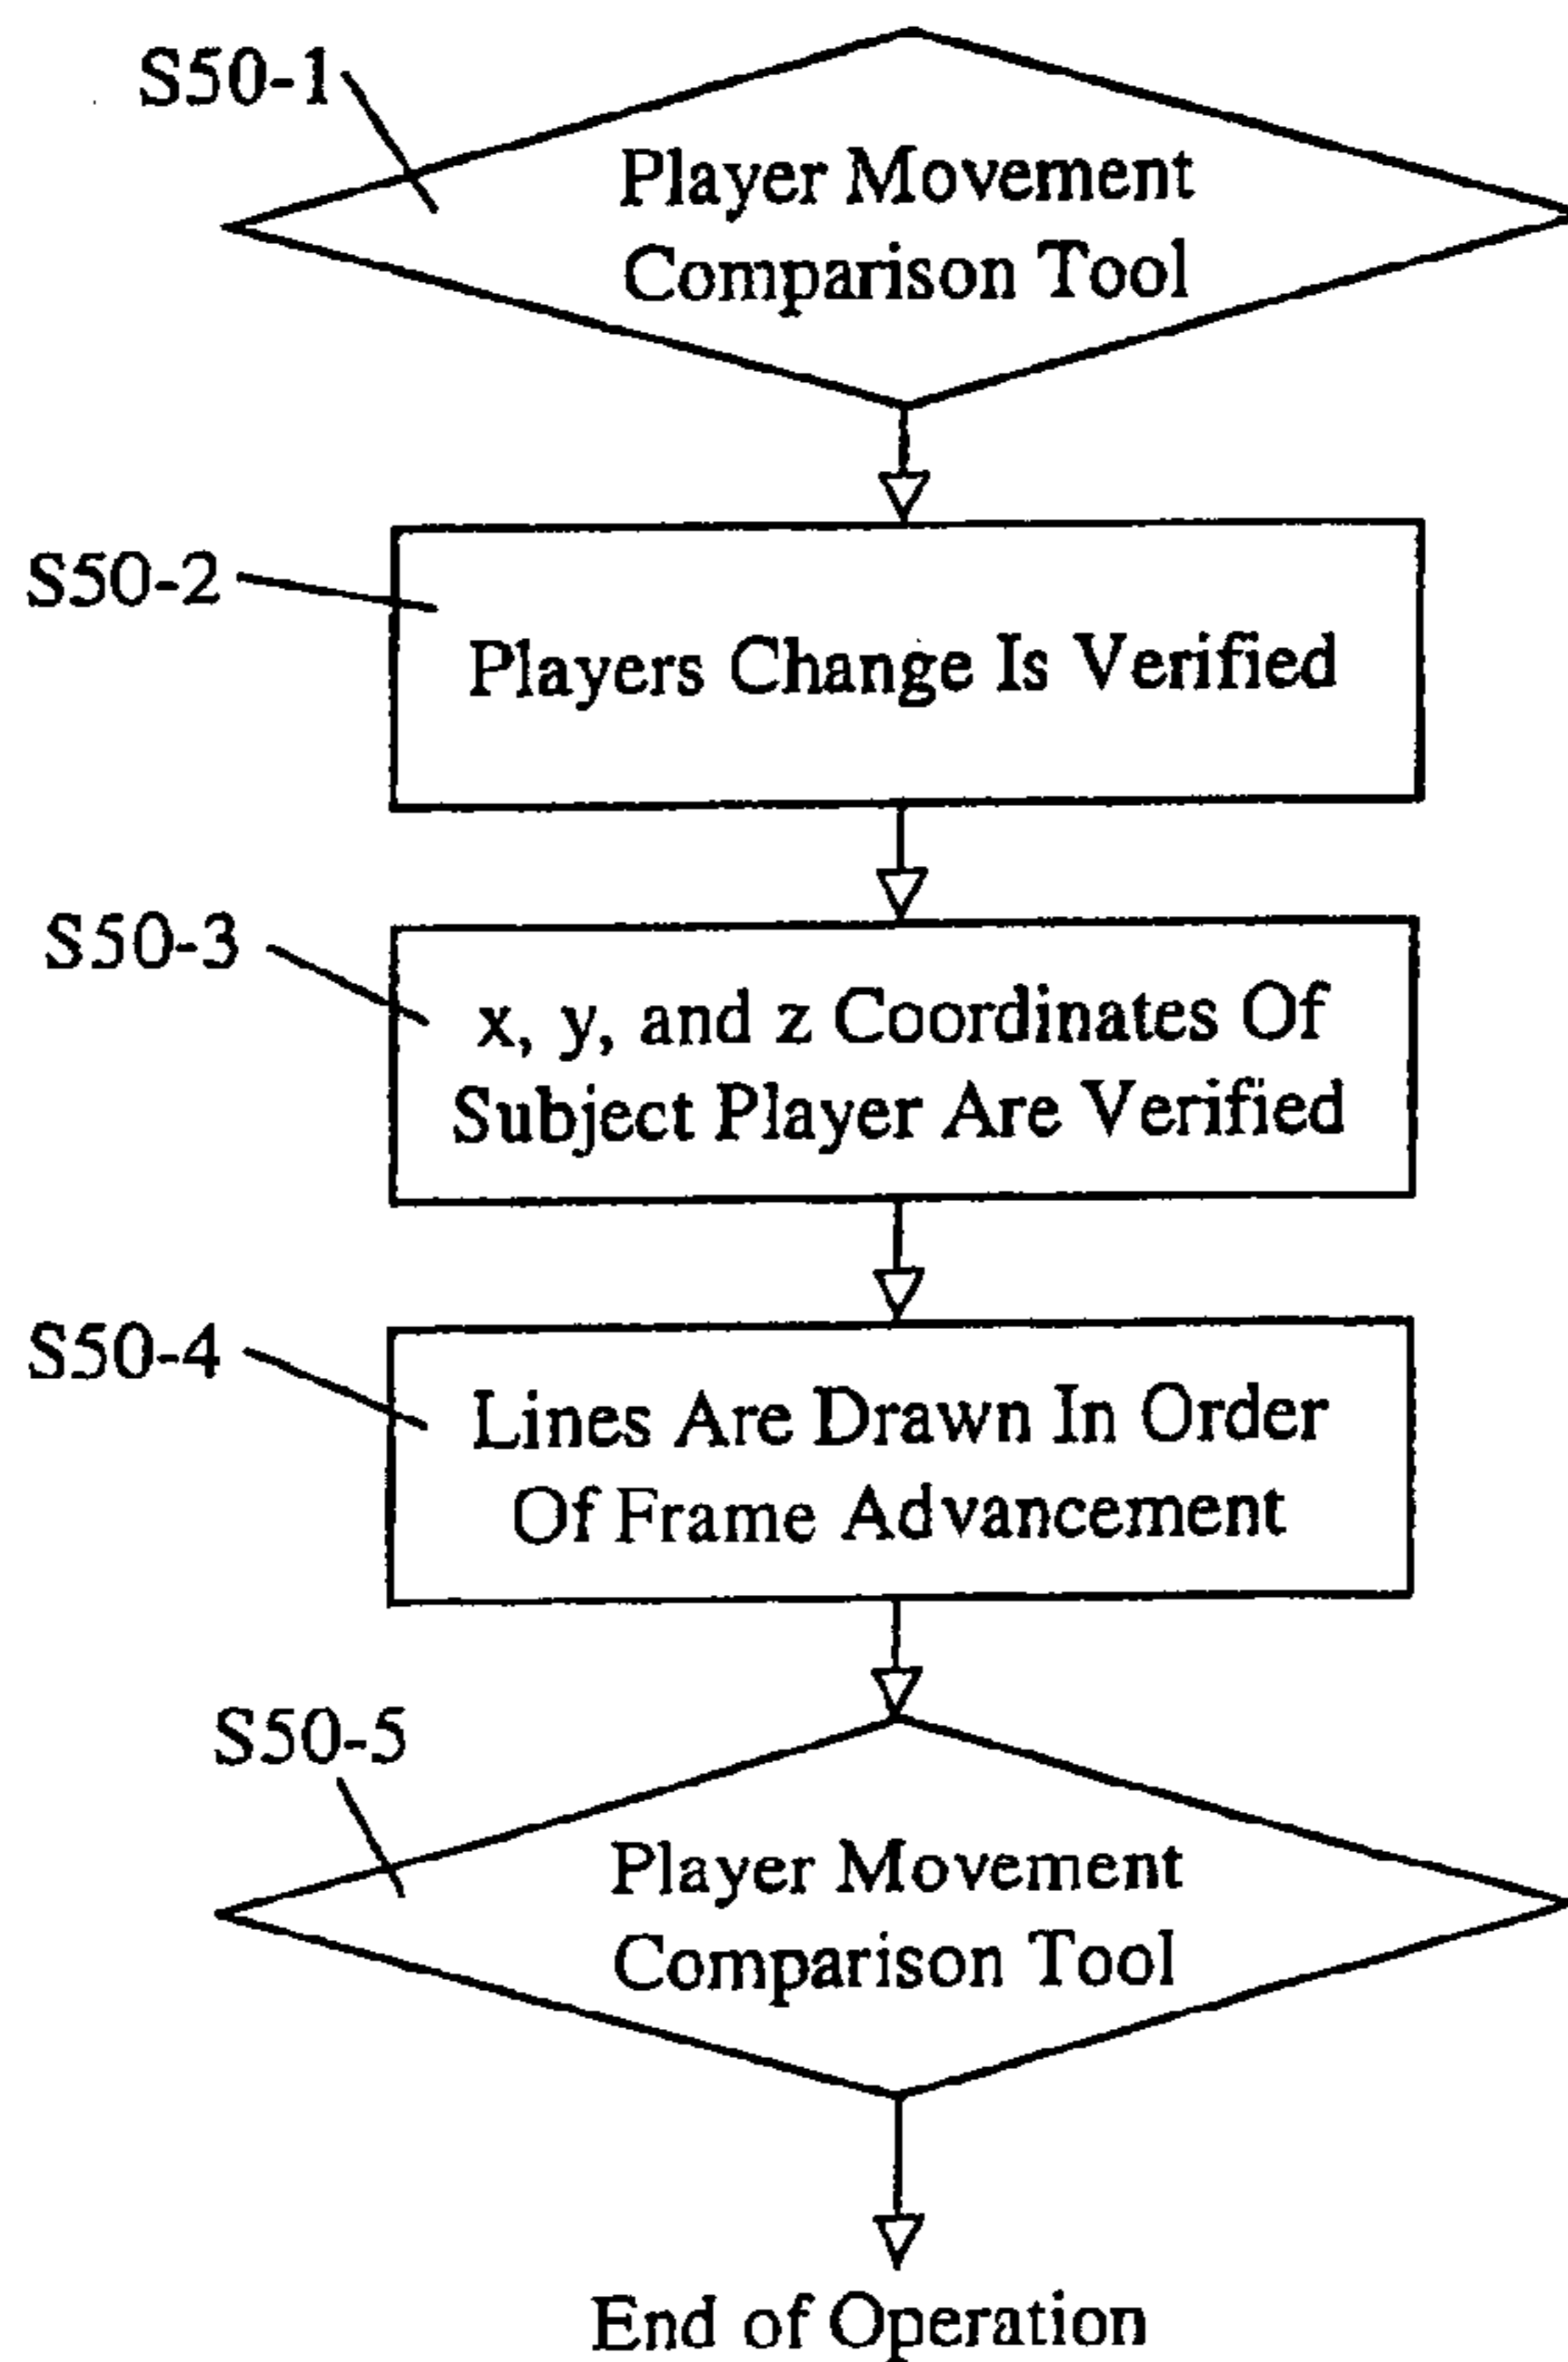 S50-1
Player Movement
Comparison Tool
S50-2
Players Change Is Verified
S50-3
x, y, and z Coordinates Of
Subject Player Are Verified
S50-4
Lines Are Drawn In Order
Of Frame Advancement
S50-5
Player Movement
Comparison Tool
End of Operation